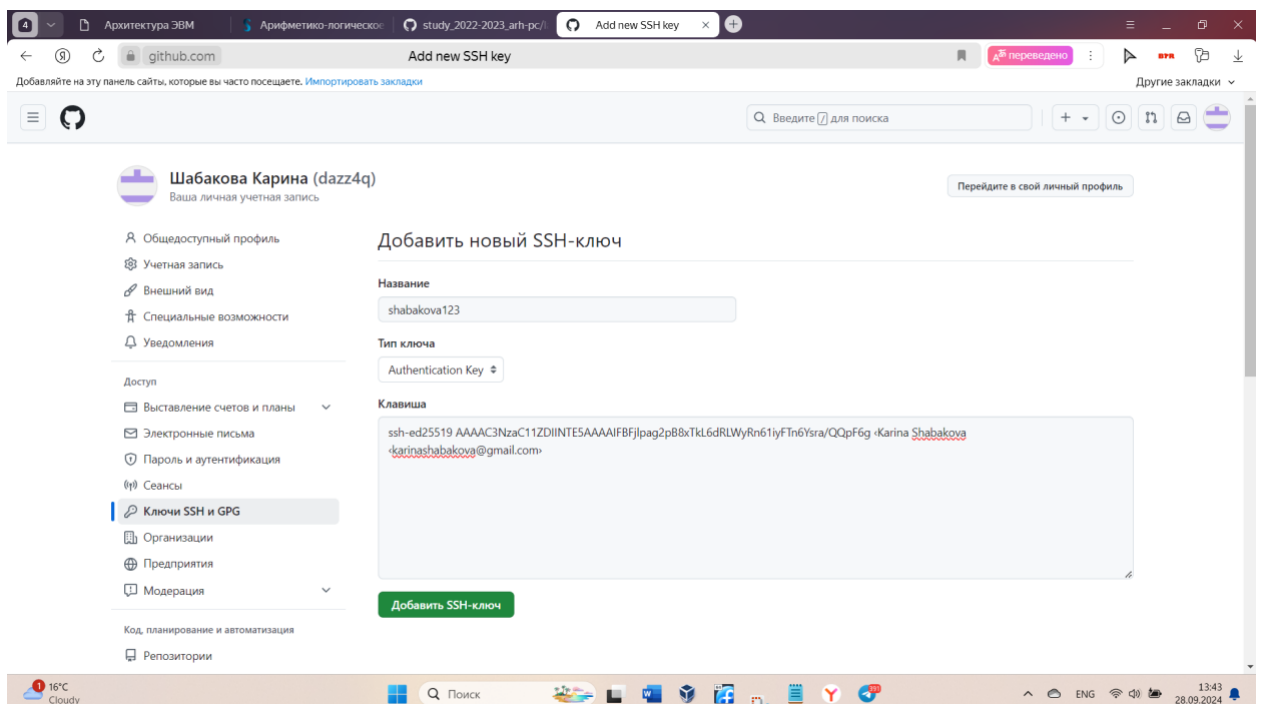 4 Архитектура ЭВМ Арифметико-логическое study_2022-2023_arh-pc/ Add new SSH key
github.com Add new SSH key переведено
Добавляйте на эту панель сайты, которые вы часто посещаете. Импортировать закладки Другие закладки
Введите / для поиска
Шабакова Карина (dazz4q)
Ваша личная учетная запись
Перейдите в свой личный профиль
Общедоступный профиль
Учетная запись
Внешний вид
Специальные возможности
Уведомления
Доступ
Выставление счетов и планы
Электронные письма
Пароль и аутентификация
Сеансы
Ключи SSH и GPG
Организации
Предприятия
Модерация
Код, планирование и автоматизация
Репозитории
Добавить новый SSH-ключ
Название
shabakova123
Тип ключа
Authentication Key
Клавиша
ssh-ed25519 AAAAC3NzaC11ZDIINTE5AAAAIFBFjlpag2pB8xTkL6dRLWyRn61iyFTn6Ysra/QQpF6g ‹Karina Shabakova
‹karinashabakova@gmail.com›
Добавить SSH-ключ
1 16°C
Cloudy
Поиск
ENG
13:43
28.09.2024